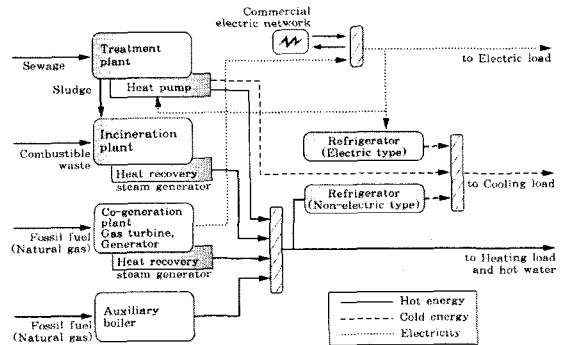 Commercial
electric network
Treatment
plant
Sewage
to Electric load
Sludge
Heat pump
Incineration
plant
Refrigerator
(Electric type)
Combustible
waste
Heat recovery
steam generator
to Cooling load
Refrigerator
(Non-electric type)
Co-generation
plant
Gas turbine,
Generator
Fossil fuel
(Natural gas)
Heat recovery
steam generator
to Heating load
and hot water
Auxiliary
boiler
Fossil fuel
(Natural gas)
Hot energy
Cold energy
Electricity